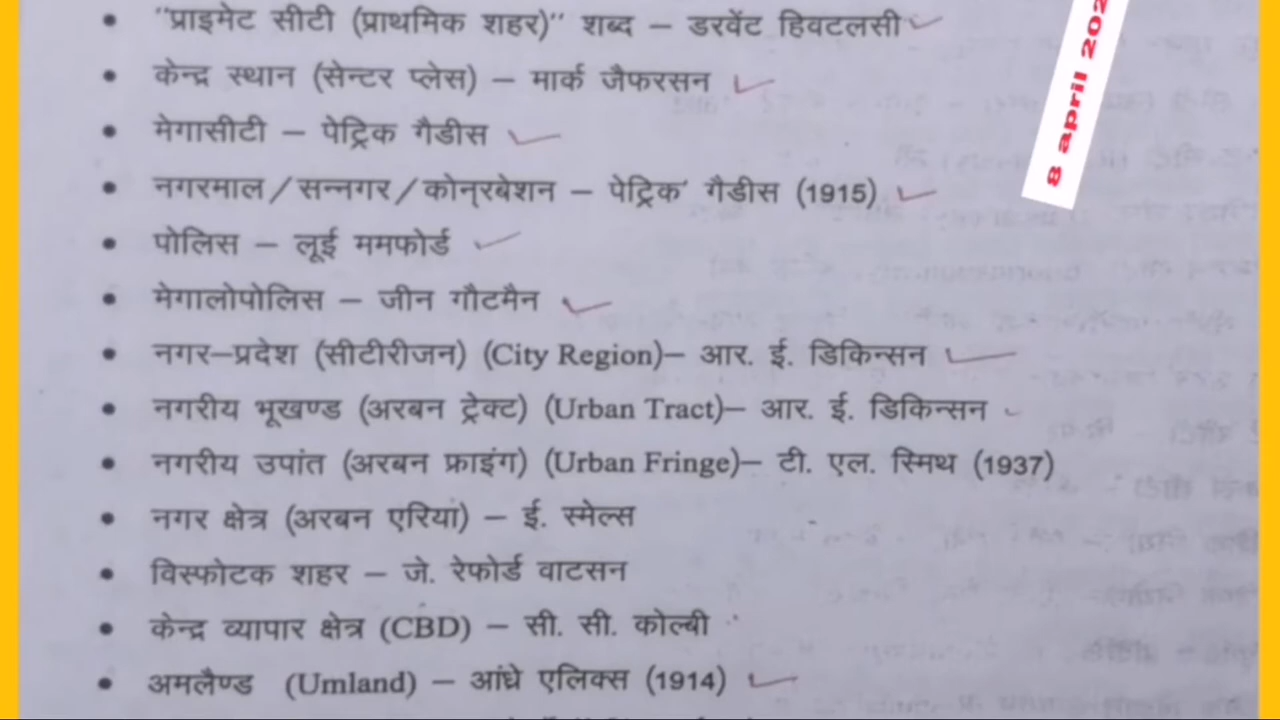 • "प्राइमेट सीटी (प्राथमिक शहर)" शब्द – डरवेंट हिवटलसी
• केन्द्र स्थान (सेन्टर प्लेस) – मार्क जैफरसन
• मेगासीटी – पेट्रिक गैडीस
• नगरमाल/सन्नगर/कोन्रबेशन – पेट्रिक' गैडीस (1915)
• पोलिस – लूई ममफोर्ड
• मेगालोपोलिस – जीन गौटमैन
• नगर–प्रदेश (सीटीरीजन) (City Region)– आर. ई. डिकिन्सन
• नगरीय भूखण्ड (अरबन ट्रेक्ट) (Urban Tract)– आर. ई. डिकिन्सन
• नगरीय उपांत (अरबन फ्राइंग) (Urban Fringe)– टी. एल. स्मिथ (1937)
• नगर क्षेत्र (अरबन एरियां) – ई. स्मेल्स
• विस्फोटक शहर – जे. रेफोर्ड वाटसन
• केन्द्र व्यापार क्षेत्र (CBD) – सी. सी. कोल्बी
• अमलैण्ड (Umland) – आंध्रे एलिक्स (1914)
8 april 202